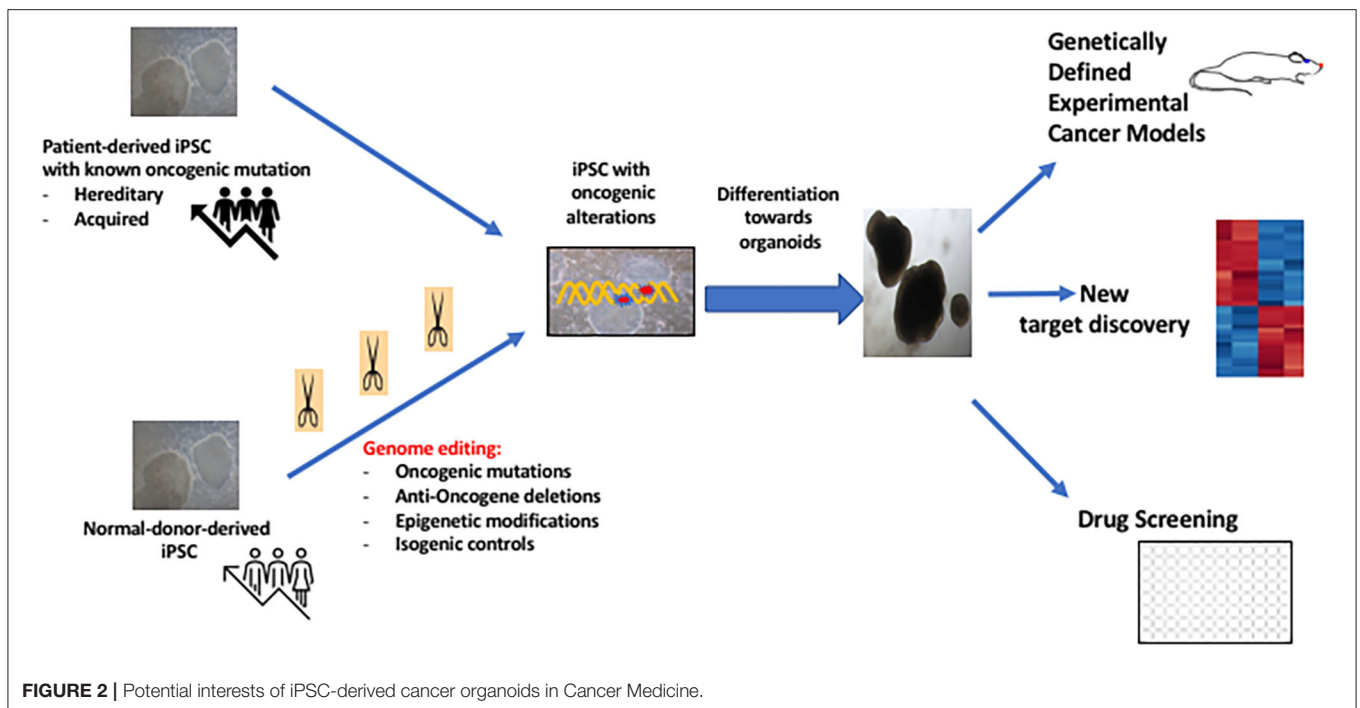 Patient-derived iPSC
with known oncogenic mutation
- Hereditary
- Acquired
Normal-donor-derived
iPSC
Genome editing:
- Oncogenic mutations
- Anti-Oncogene deletions
- Epigenetic modifications
- Isogenic controls
iPSC with
oncogenic
alterations
Differentiation
towards
organoids
Genetically
Defined
Experimental
Cancer Models
New
target discovery
Drug Screening
FIGURE 2 | Potential interests of iPSC-derived cancer organoids in Cancer Medicine.